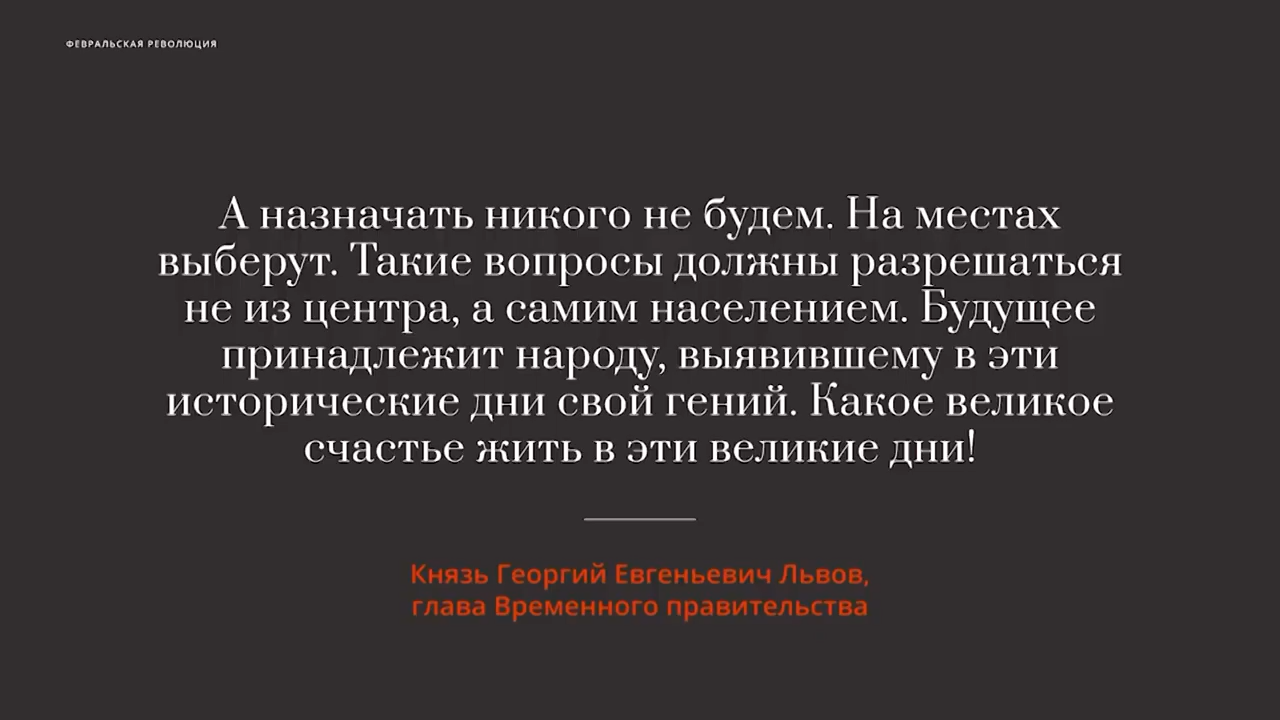 ФЕВРАЛЬСКАЯ РЕВОЛЮЦИЯ
А назначать никого не будем. На местах
выберут. Такие вопросы должны разрешаться
не из центра, а самим населением. Будущее
принадлежит народу, выявившему в эти
исторические дни свой гений. Какое великое
счастье жить в эти великие дни!
Князь Георгий Евгеньевич Львов,
глава Временного правительства